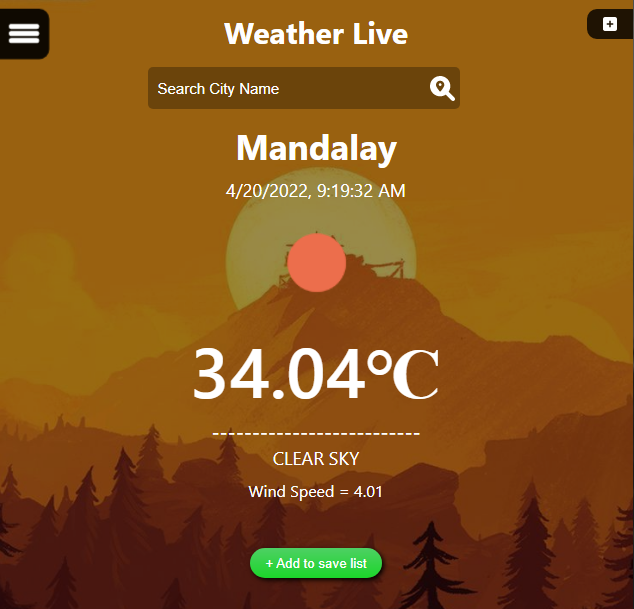 Weather Live
Search City Name
Mandalay
4/20/2022, 9:19:32 AM
34.04℃
--------------------------
CLEAR SKY
Wind Speed = 4.01
+ Add to save list